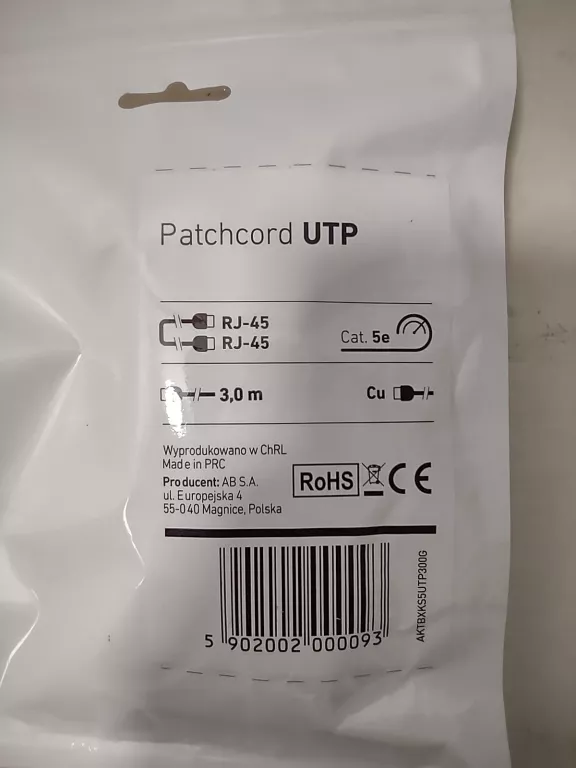 Patchcord UTP
RJ-45
RJ-45
Cat. 5e
3,0 m
Cu
Wyprodukowano w ChRL
Made in PRC
Producent: AB S.A.
ul. Europejska 4
55-040 Magnice, Polska
RoHS
CE
5 902002 000093
AKTBXKS5UTP300G